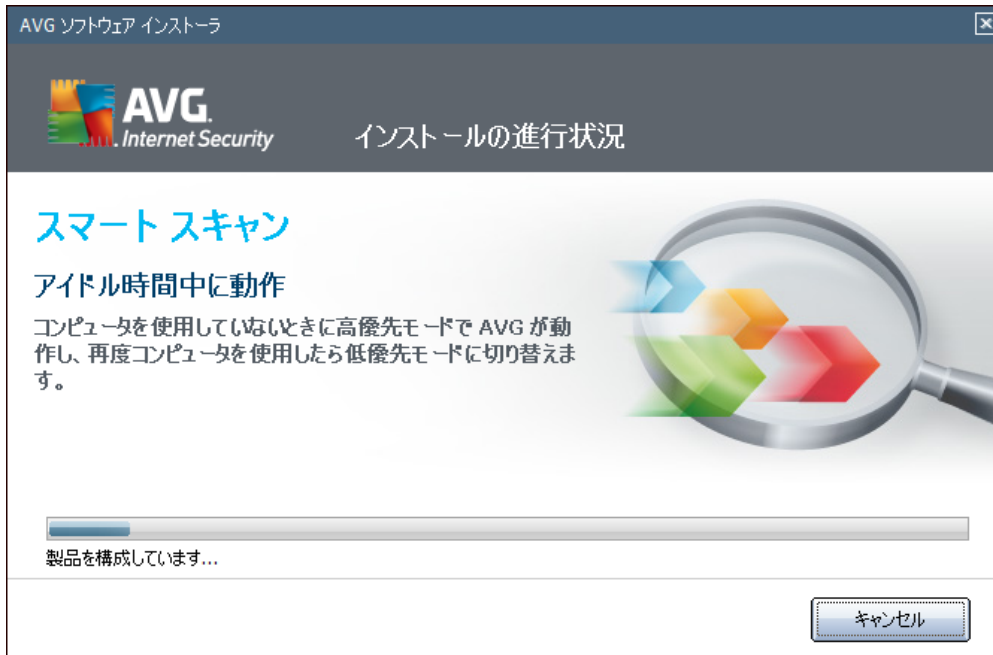 AVG ソフトウェア インストーラ
AVG.
Internet Security
インストールの進行状況
スマート スキャン
アイドル時間中に動作
コンピュータを使用していないときに高優先モードで AVG が動
作し、再度コンピュータを使用したら低優先モードに切り替えま
す。
製品を構成しています...
キャンセル